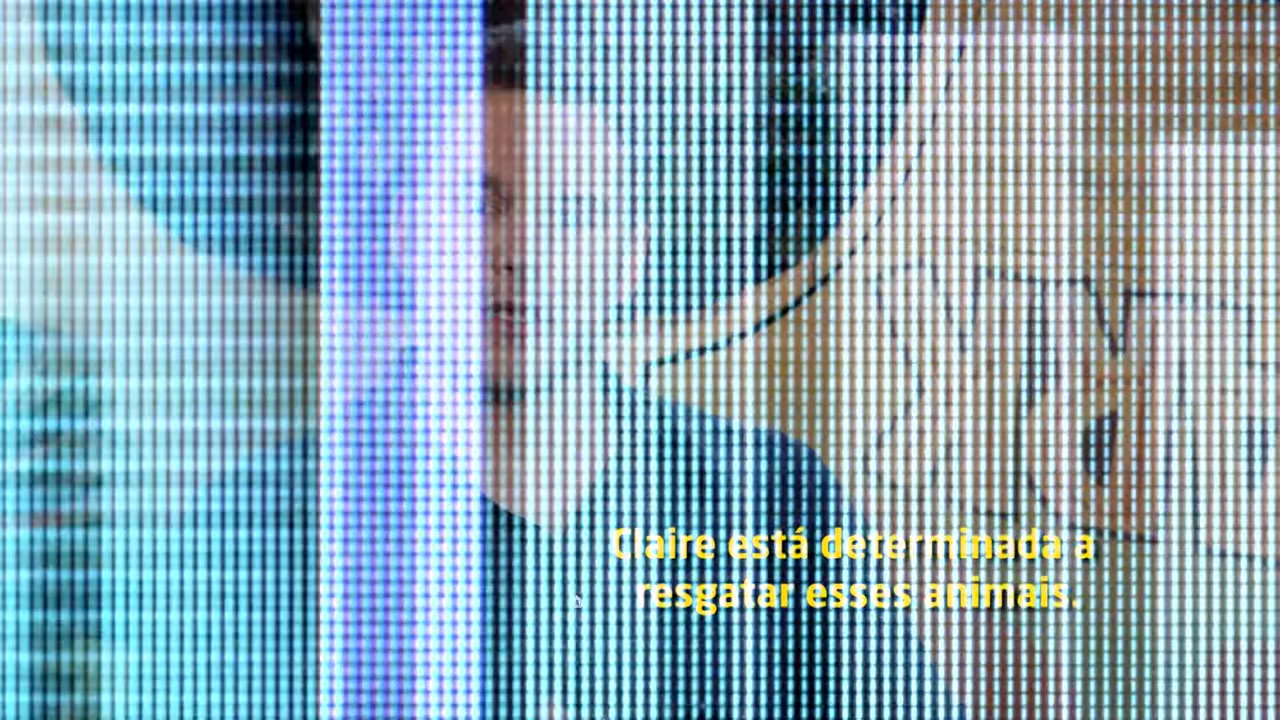 Claire está determinada a
resgatar esses animais.